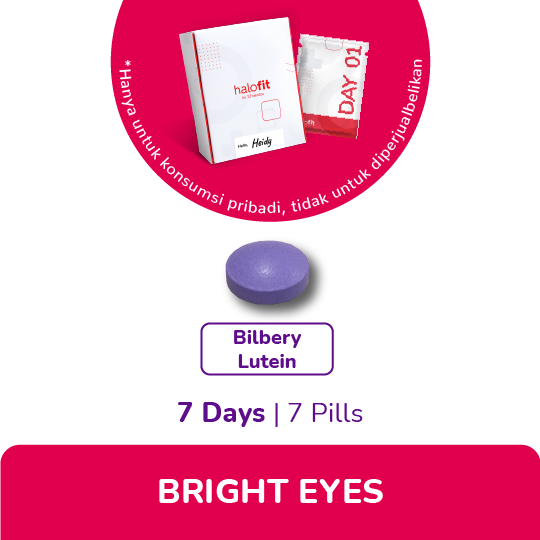 * Hanya untuk konsumsi pribadi, tidak untuk diperjualbelikan
halofit
Hello, Heidy
DAY 01
Bilbery
Lutein
7 Days | 7 Pills
BRIGHT EYES